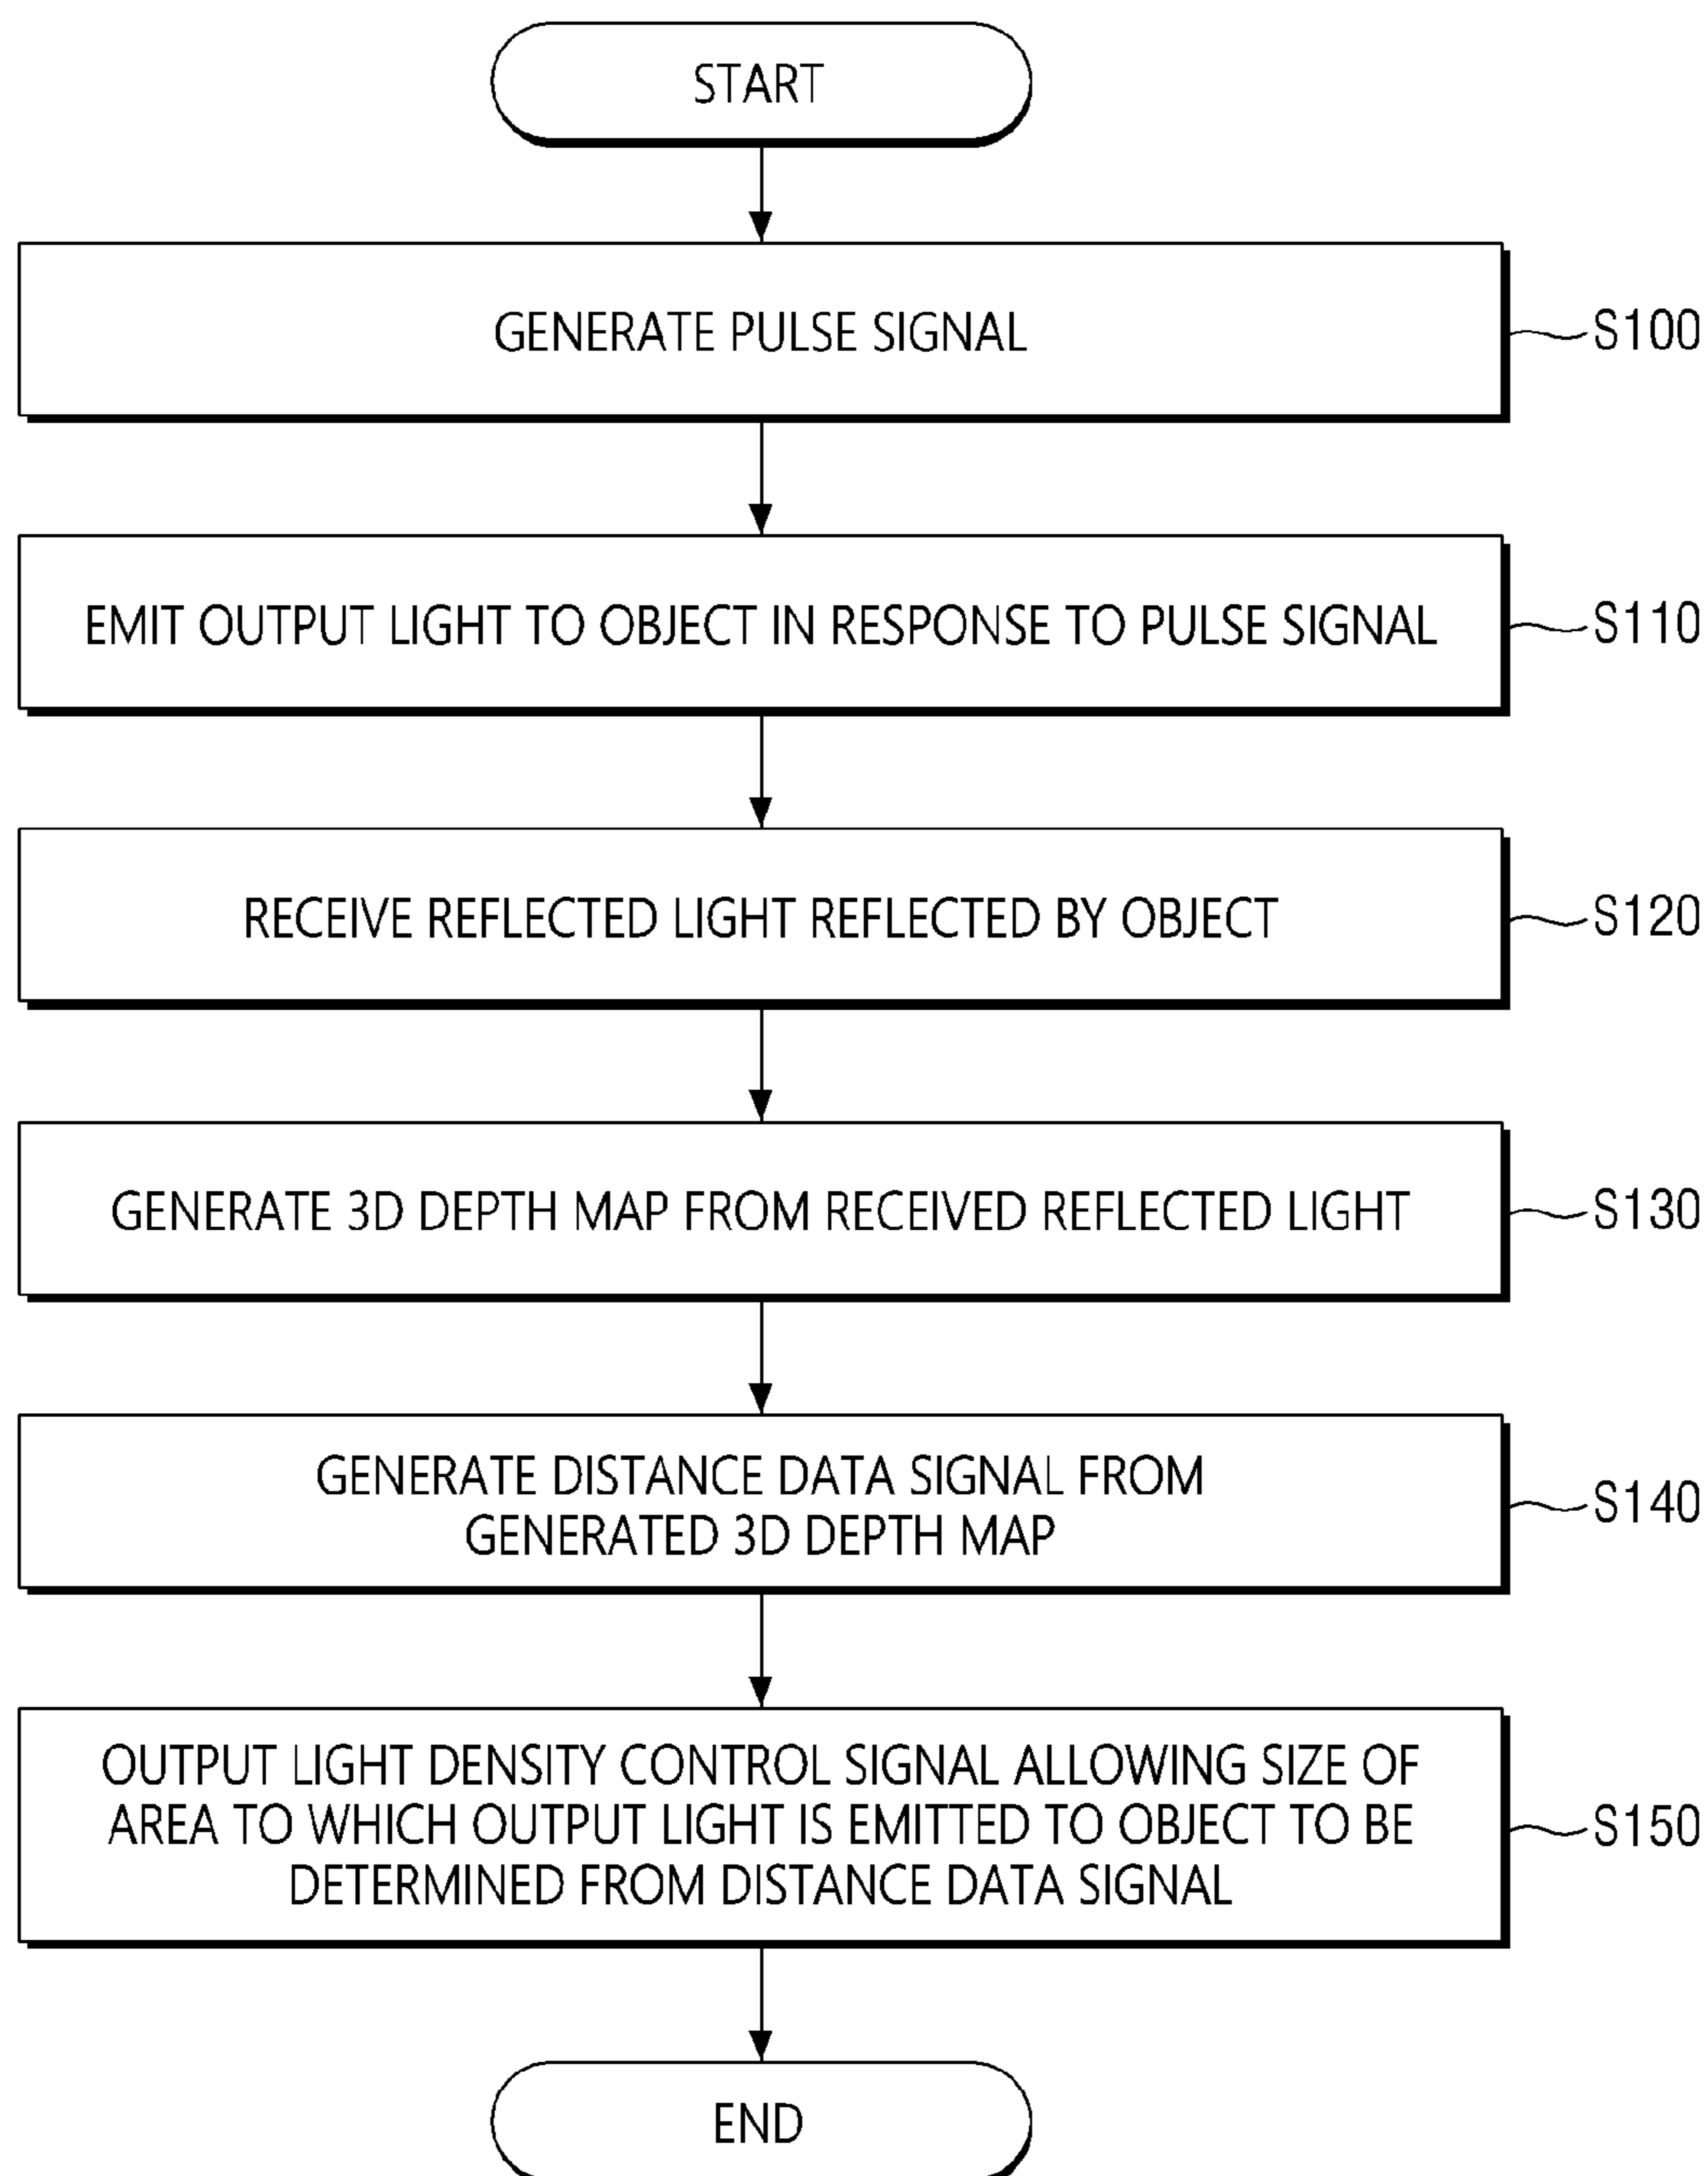 START
GENERATE PULSE SIGNAL
S100
EMIT OUTPUT LIGHT TO OBJECT IN RESPONSE TO PULSE SIGNAL
S110
RECEIVE REFLECTED LIGHT REFLECTED BY OBJECT
S120
GENERATE 3D DEPTH MAP FROM RECEIVED REFLECTED LIGHT
S130
GENERATE DISTANCE DATA SIGNAL FROM
GENERATED 3D DEPTH MAP
S140
OUTPUT LIGHT DENSITY CONTROL SIGNAL ALLOWING SIZE OF
AREA TO WHICH OUTPUT LIGHT IS EMITTED TO OBJECT TO BE
DETERMINED FROM DISTANCE DATA SIGNAL
S150
END